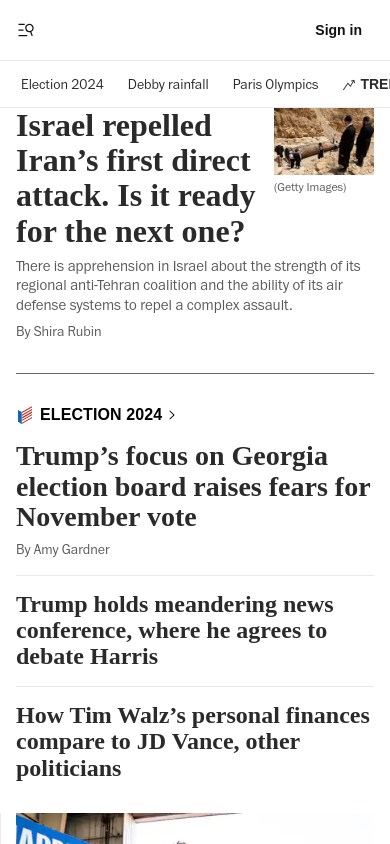 Sign in
Election 2024
Debby rainfall
Paris Olympics
Israel repelled
Iran’s first direct
attack. Is it ready
for the next one?
(Getty Images)
There is apprehension in Israel about the strength of its
regional anti-Tehran coalition and the ability of its air
defense systems to repel a complex assault.
By Shira Rubin
ELECTION 2024
Trump’s focus on Georgia
election board raises fears for
November vote
By Amy Gardner
Trump holds meandering news
conference, where he agrees to
debate Harris
How Tim Walz’s personal finances
compare to JD Vance, other
politicians